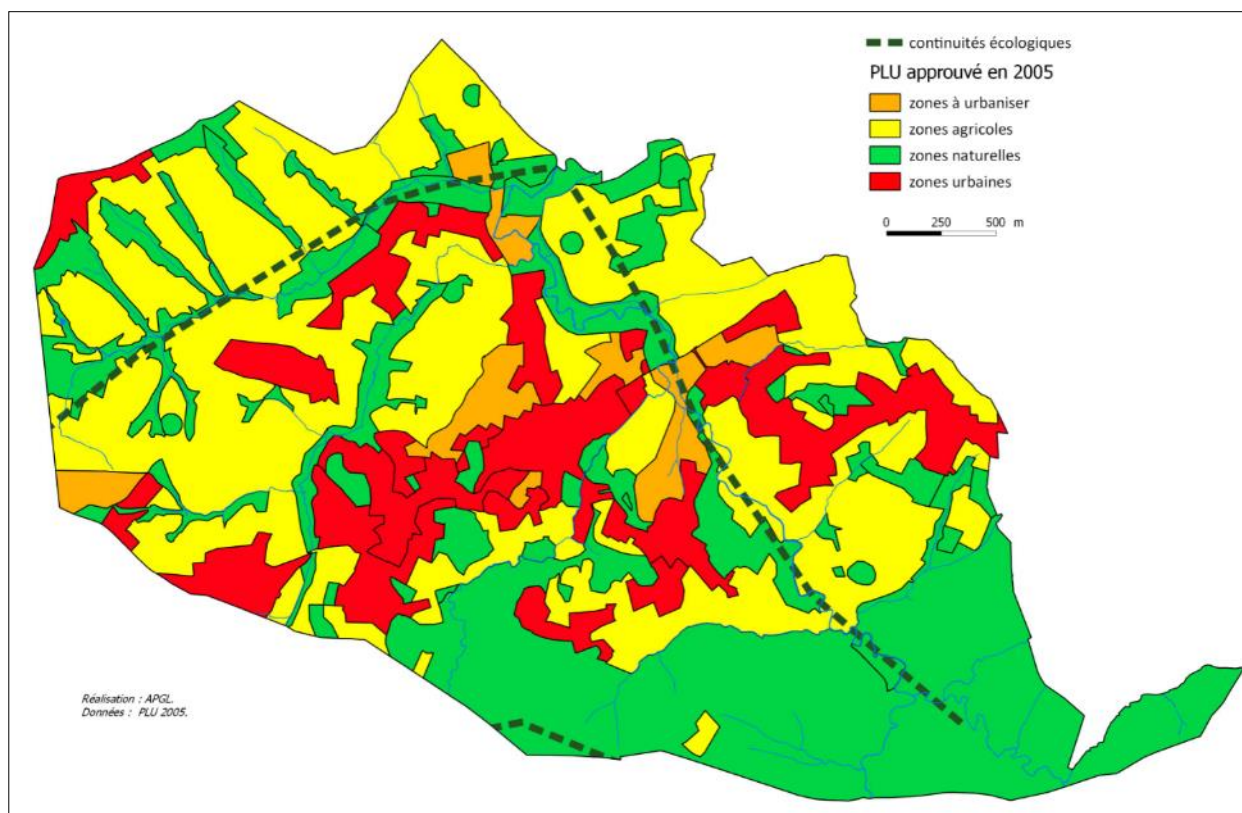 continuités écologiques
PLU approuvé en 2005
zones à urbaniser
zones agricoles
zones naturelles
zones urbaines
0 250 500 m
Réalisation : APGL.
Données : PLU 2005.